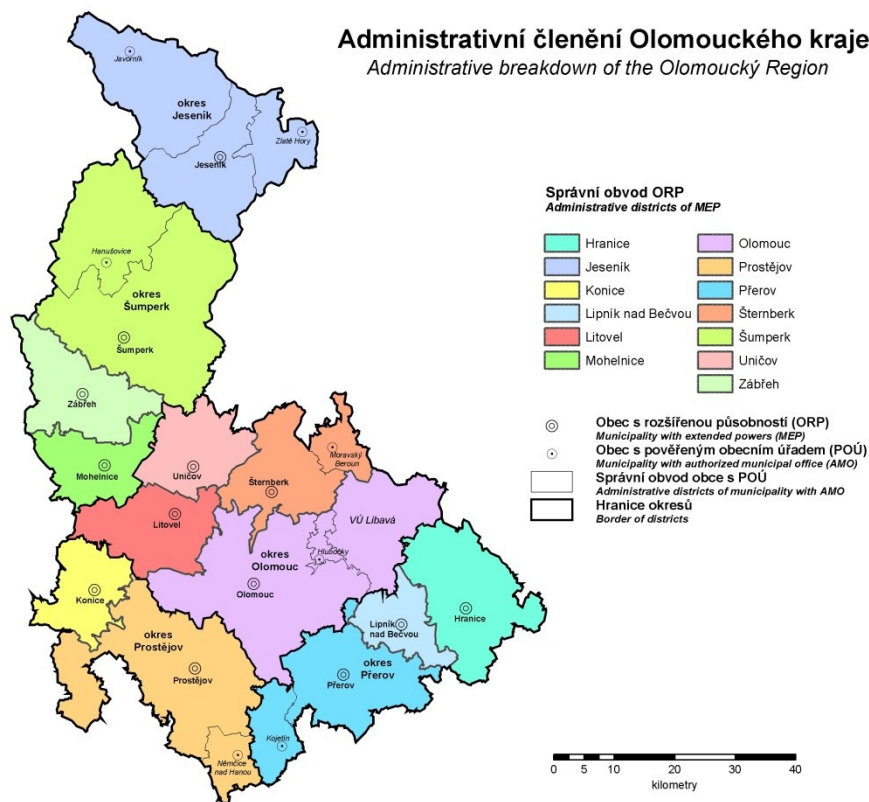 Administrativní členění Olomouckého kraje
Administrative breakdown of the Olomoucký Region
Javorník
okres
Jeseník
Zlaté Hory
Jeseník
Hanušovice
okres
Šumperk
Šumperk
Zábřeh
Mohelnice
Uničov
Šternberk
Moravský
Beroun
Litovel
VÚ Libavá
okres
Olomouc
Hlubočky
Olomouc
Konice
Lipník
nad Bečvou
Hranice
okres
Prostějov
Prostějov
okres
Přerov
Přerov
Kojetín
Němčice
nad Hanou
Správní obvod ORP
Administrative districts of MEP
Hranice
Jeseník
Konice
Lipník nad Bečvou
Litovel
Mohelnice
Olomouc
Prostějov
Přerov
Šternberk
Šumperk
Uničov
Zábřeh
Obec s rozšířenou působností (ORP)
Municipality with extended powers (MEP)
Obec s pověřeným obecním úřadem (POÚ)
Municipality with authorized municipal office (AMO)
Správní obvod obce s POÚ
Administrative districts of municipality with AMO
Hranice okresů
Border of districts
0 5 10 20 30 40
kilometry